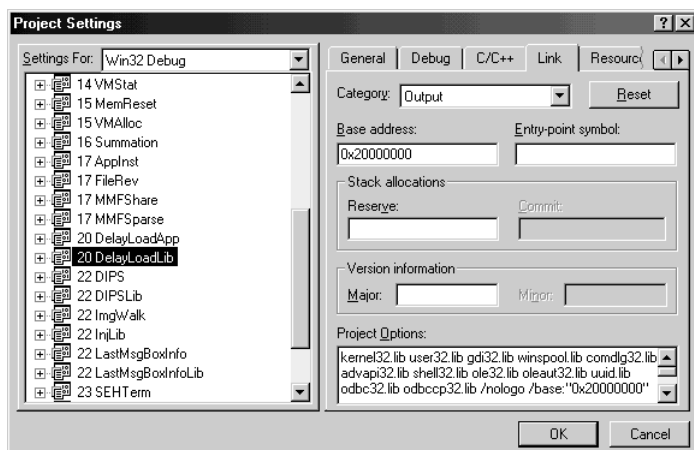 Project Settings
Settings For: Win32 Debug
14 VMStat
15 MemReset
15 VMAlloc
16 Summation
17 AppInst
17 FileRev
17 MMFShare
17 MMFSparse
20 DelayLoadApp
20 DelayLoadLib
22 DIPS
22 DIPSLib
22 ImgWalk
22 InjLib
22 LastMsgBoxInfo
22 LastMsgBoxInfoLib
23 SEHTerm
General Debug C/C++ Link Resourc
Category: Output Reset
Base address: Entry-point symbol:
0x20000000
Stack allocations
Reserve: Commit:
Version information
Major: Minor:
Project Options:
kernel32.lib user32.lib gdi32.lib winspool.lib comdlg32.lib
advapi32.lib shell32.lib ole32.lib oleaut32.lib uuid.lib
odbc32.lib odbccp32.lib /nologo /base:"0x20000000"
OK Cancel